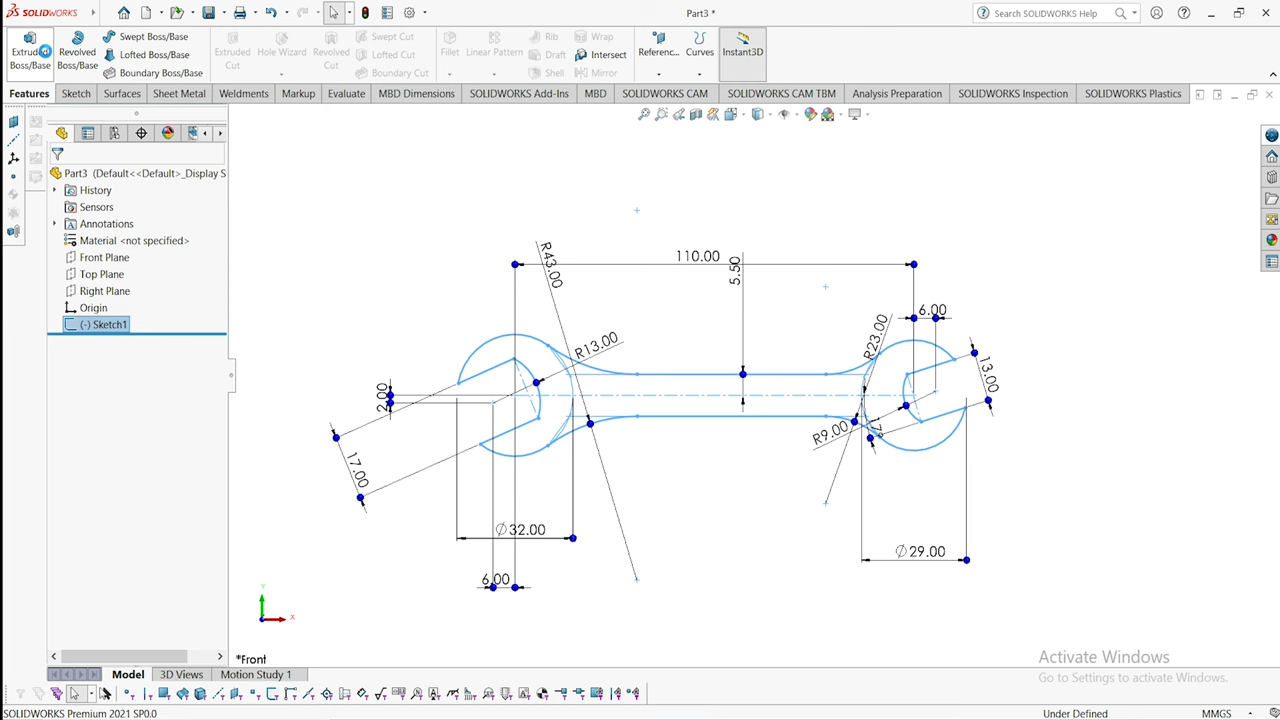 SOLIDWORKS
Part3 *
Search SOLIDWORKS Help
Extruded Boss/Base
Revolved Boss/Base
Swept Boss/Base
Lofted Boss/Base
Boundary Boss/Base
Extruded Cut
Hole Wizard
Revolved Cut
Swept Cut
Lofted Cut
Boundary Cut
Fillet
Linear Pattern
Rib
Draft
Shell
Wrap
Intersect
Mirror
Referenc...
Curves
Instant3D
Features Sketch Surfaces Sheet Metal Weldments Markup Evaluate MBD Dimensions SOLIDWORKS Add-Ins MBD SOLIDWORKS CAM SOLIDWORKS CAM TBM Analysis Preparation SOLIDWORKS Inspection SOLIDWORKS Plastics
Part3 (Default<<Default>_Display S
History
Sensors
Annotations
Material <not specified>
Front Plane
Top Plane
Right Plane
Origin
(-) Sketch1
R43.00
110.00
5.50
6.00
R23.00
R13.00
13.00
2.00
R9.00
17.00
∅32.00
∅29.00
6.00
Y
X
*Front
Activate Windows
Go to Settings to activate Windows.
Model 3D Views Motion Study 1
SOLIDWORKS Premium 2021 SP0.0
Under Defined
MMGS